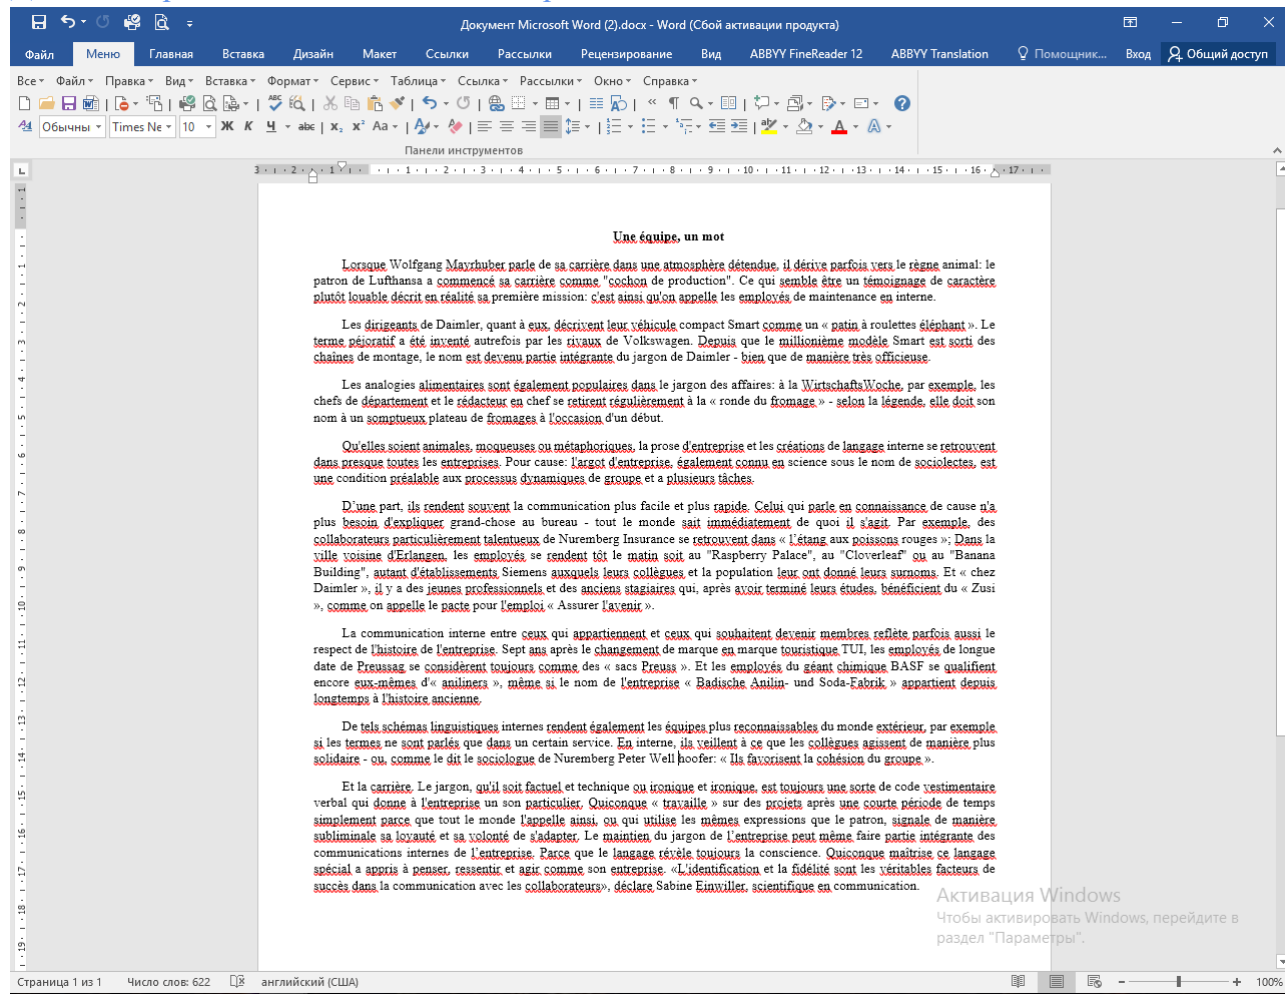 Документ Microsoft Word (2).docx - Word (Сбой активации продукта)
Файл Меню Главная Вставка Дизайн Макет Ссылки Рассылки Рецензирование Вид ABBYY FineReader 12 ABBYY Translation Помощник... Вход Общий доступ
Все Файл Правка Вид Вставка Формат Сервис Таблица Ссылка Рассылки Окно Справка
Обычны Times Ne 10 Ж К Ч abc x₂ x² Aa
Панели инструментов
3 2 1 1 2 3 4 5 6 7 8 9 10 11 12 13 14 15 16 17
Une équipe, un mot
Lorsque Wolfgang Mayrhuber parle de sa carrière dans une atmosphère détendue, il dérive parfois vers le règne animal: le
patron de Lufthansa a commencé sa carrière comme "cochon de production". Ce qui semble être un témoignage de caractère
plutôt louable décrit en réalité sa première mission: c'est ainsi qu'on appelle les employés de maintenance en interne.
Les dirigeants de Daimler, quant à eux, décrivent leur véhicule compact Smart comme un « patin à roulettes éléphant ». Le
terme péjoratif a été inventé autrefois par les rivaux de Volkswagen. Depuis que le millionième modèle Smart est sorti des
chaînes de montage, le nom est devenu partie intégrante du jargon de Daimler - bien que de manière très officieuse.
Les analogies alimentaires sont également populaires dans le jargon des affaires: à la WirtschaftsWoche, par exemple, les
chefs de département et le rédacteur en chef se retirent régulièrement à la « ronde du fromage » - selon la légende, elle doit son
nom à un somptueux plateau de fromages à l'occasion d'un début.
Qu'elles soient animales, moqueuses ou métaphoriques, la prose d'entreprise et les créations de langage interne se retrouvent
dans presque toutes les entreprises. Pour cause: l'argot d'entreprise, également connu en science sous le nom de sociolectes, est
une condition préalable aux processus dynamiques de groupe et a plusieurs tâches.
D'une part, ils rendent souvent la communication plus facile et plus rapide. Celui qui parle en connaissance de cause n'a
plus besoin d'expliquer grand-chose au bureau - tout le monde sait immédiatement de quoi il s'agit. Par exemple, des
collaborateurs particulièrement talentueux de Nuremberg Insurance se retrouvent dans « l'étang aux poissons rouges »; Dans la
ville voisine d'Erlangen, les employés se rendent tôt le matin soit au "Raspberry Palace", au "Cloverleaf" ou au "Banana
Building", autant d'établissements Siemens auxquels leurs collègues et la population leur ont donné leurs surnoms. Et « chez
Daimler », il y a des jeunes professionnels et des anciens stagiaires qui, après avoir terminé leurs études, bénéficient du « Zusi
», comme on appelle le pacte pour l'emploi « Assurer l'avenir ».
La communication interne entre ceux qui appartiennent et ceux qui souhaitent devenir membres reflète parfois aussi le
respect de l'histoire de l'entreprise. Sept ans après le changement de marque en marque touristique TUI, les employés de longue
date de Preussag se considèrent toujours comme des « sacs Preuss ». Et les employés du géant chimique BASF se qualifient
encore eux-mêmes d'« aniliners », même si le nom de l'entreprise « Badische Anilin- und Soda-Fabrik » appartient depuis
longtemps à l'histoire ancienne.
De tels schémas linguistiques internes rendent également les équipes plus reconnaissables du monde extérieur, par exemple
si les termes ne sont parlés que dans un certain service. En interne, ils veillent à ce que les collègues agissent de manière plus
solidaire - ou, comme le dit le sociologue de Nuremberg Peter Well hoofer: « Ils favorisent la cohésion du groupe ».
Et la carrière. Le jargon, qu'il soit factuel et technique ou ironique et ironique, est toujours une sorte de code vestimentaire
verbal qui donne à l'entreprise un son particulier. Quiconque « travaille » sur des projets après une courte période de temps
simplement parce que tout le monde l'appelle ainsi, ou qui utilise les mêmes expressions que le patron, signale de manière
subliminale sa loyauté et sa volonté de s'adapter. Le maintien du jargon de l'entreprise peut même faire partie intégrante des
communications internes de l'entreprise. Parce que le langage révèle toujours la conscience. Quiconque maîtrise ce langage
spécial a appris à penser, ressentir et agir comme son entreprise. «L'identification et la fidélité sont les véritables facteurs de
succès dans la communication avec les collaborateurs», déclare Sabine Einwiller, scientifique en communication.
Активация Windows
Чтобы активировать Windows, перейдите в
раздел "Параметры".
Страница 1 из 1 Число слов: 622 английский (США) 100%